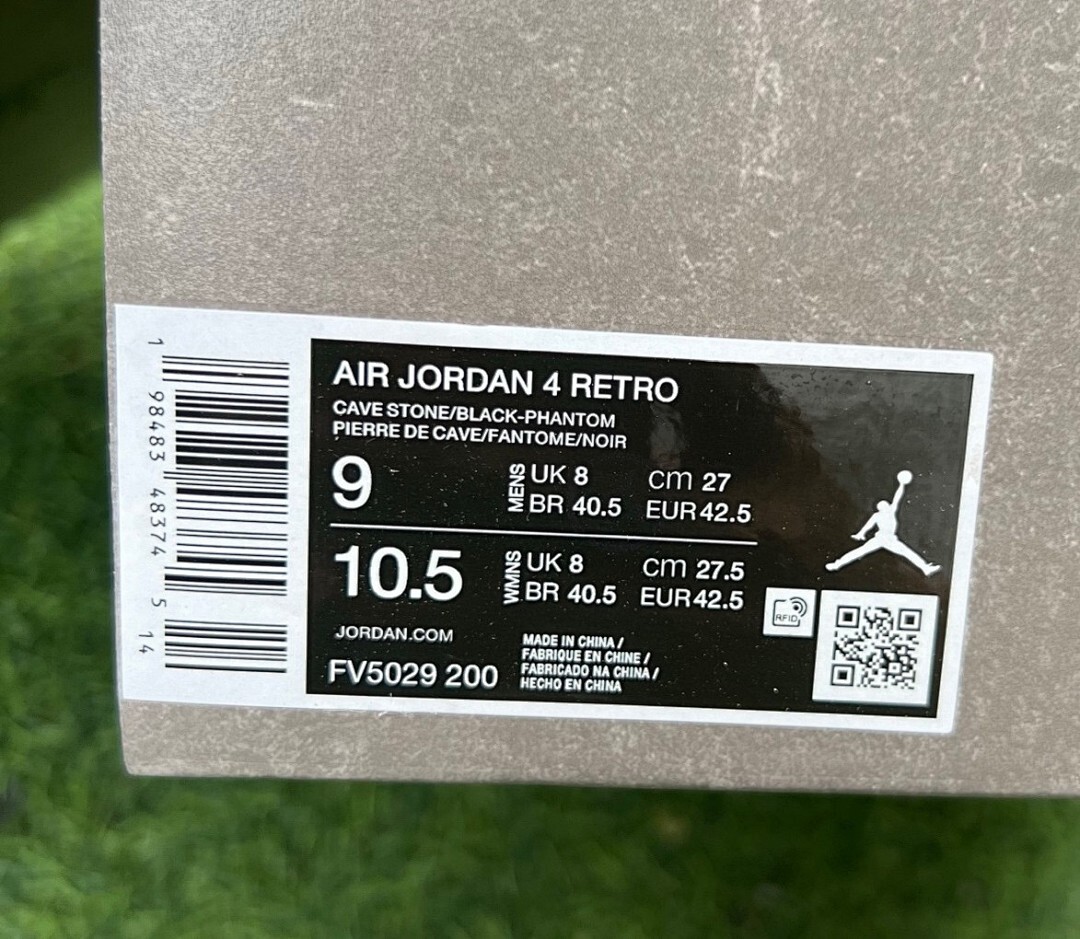 AIR JORDAN 4 RETRO
CAVE STONE/BLACK-PHANTOM
PIERRE DE CAVE/FANTOME/NOIR
9 MENS UK 8 cm 27
BR 40.5 EUR 42.5
10.5 WMNS UK 8 cm 27.5
BR 40.5 EUR 42.5
JORDAN.COM
FV5029 200
MADE IN CHINA /
FABRIQUE EN CHINE /
FABRICADO NA CHINA /
HECHO EN CHINA
RFID
1 98483 48374 5 14